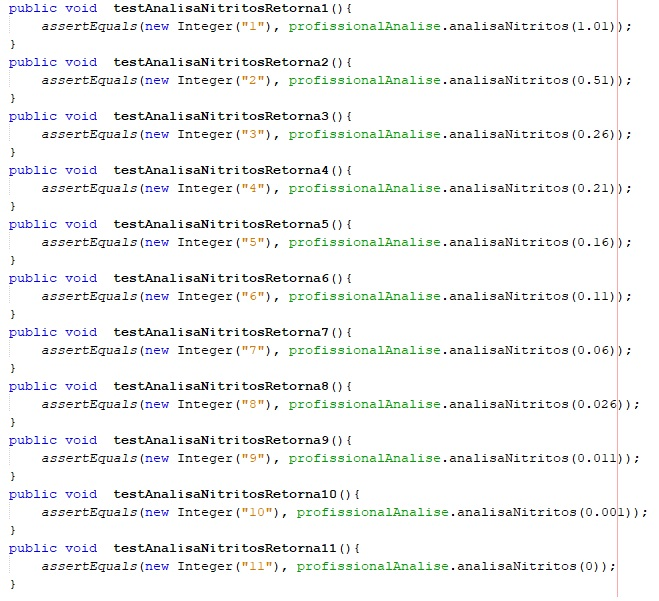 public void  testAnalisaNitritosRetorna1(){
    assertEquals(new Integer("1"), profissionalAnalise.analisaNitritos(1.01));
}
public void  testAnalisaNitritosRetorna2(){
    assertEquals(new Integer("2"), profissionalAnalise.analisaNitritos(0.51));
}
public void  testAnalisaNitritosRetorna3(){
    assertEquals(new Integer("3"), profissionalAnalise.analisaNitritos(0.26));
}
public void  testAnalisaNitritosRetorna4(){
    assertEquals(new Integer("4"), profissionalAnalise.analisaNitritos(0.21));
}
public void  testAnalisaNitritosRetorna5(){
    assertEquals(new Integer("5"), profissionalAnalise.analisaNitritos(0.16));
}
public void  testAnalisaNitritosRetorna6(){
    assertEquals(new Integer("6"), profissionalAnalise.analisaNitritos(0.11));
}
public void  testAnalisaNitritosRetorna7(){
    assertEquals(new Integer("7"), profissionalAnalise.analisaNitritos(0.06));
}
public void  testAnalisaNitritosRetorna8(){
    assertEquals(new Integer("8"), profissionalAnalise.analisaNitritos(0.026));
}
public void  testAnalisaNitritosRetorna9(){
    assertEquals(new Integer("9"), profissionalAnalise.analisaNitritos(0.011));
}
public void  testAnalisaNitritosRetorna10(){
    assertEquals(new Integer("10"), profissionalAnalise.analisaNitritos(0.001));
}
public void  testAnalisaNitritosRetorna11(){
    assertEquals(new Integer("11"), profissionalAnalise.analisaNitritos(0));
}